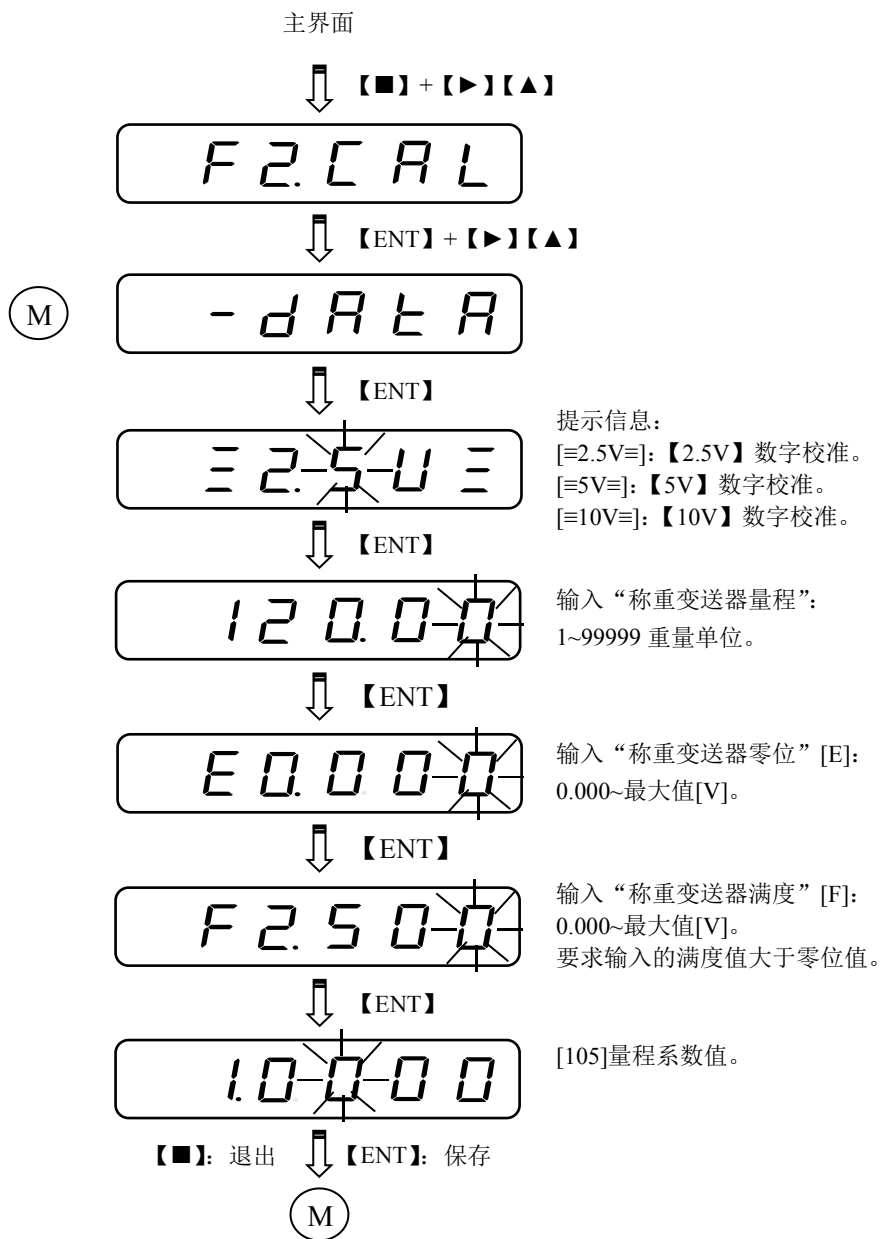 主界面
【■】+【►】【▲】
F2.CAL
【ENT】+【►】【▲】
M
-dAtA
【ENT】
提示信息：
≡2.5U≡
[≡2.5V≡]：【2.5V】数字校准。
[≡5V≡]：【5V】数字校准。
[≡10V≡]：【10V】数字校准。
【ENT】
120.00
输入“称重变送器量程”：
1~99999 重量单位。
【ENT】
E0.000
输入“称重变送器零位”[E]：
0.000~最大值[V]。
【ENT】
F2.500
输入“称重变送器满度”[F]：
0.000~最大值[V]。
要求输入的满度值大于零位值。
【ENT】
1.0000
[105]量程系数值。
【■】：退出 【ENT】：保存
M